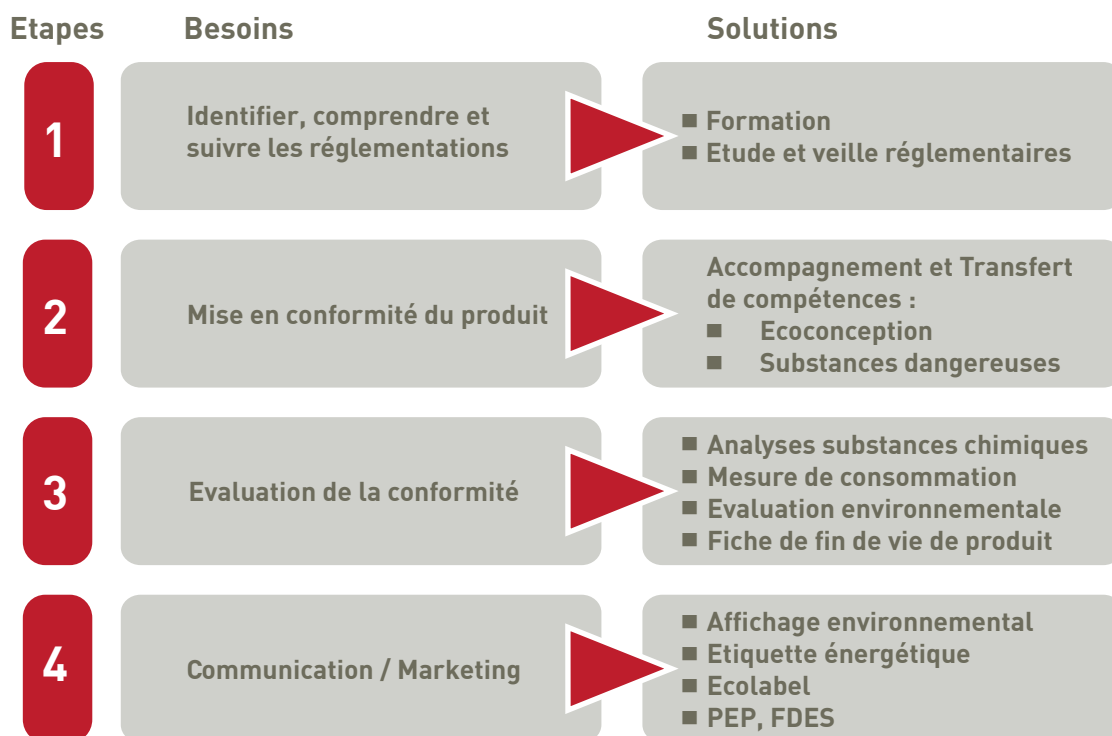 Etapes Besoins Solutions
1
Identifier, comprendre et
suivre les réglementations
■ Formation
■ Etude et veille réglementaires
2
Mise en conformité du produit
Accompagnement et Transfert
de compétences :
■ Ecoconception
■ Substances dangereuses
3
Evaluation de la conformité
■ Analyses substances chimiques
■ Mesure de consommation
■ Evaluation environnementale
■ Fiche de fin de vie de produit
4
Communication / Marketing
■ Affichage environnemental
■ Etiquette énergétique
■ Ecolabel
■ PEP, FDES